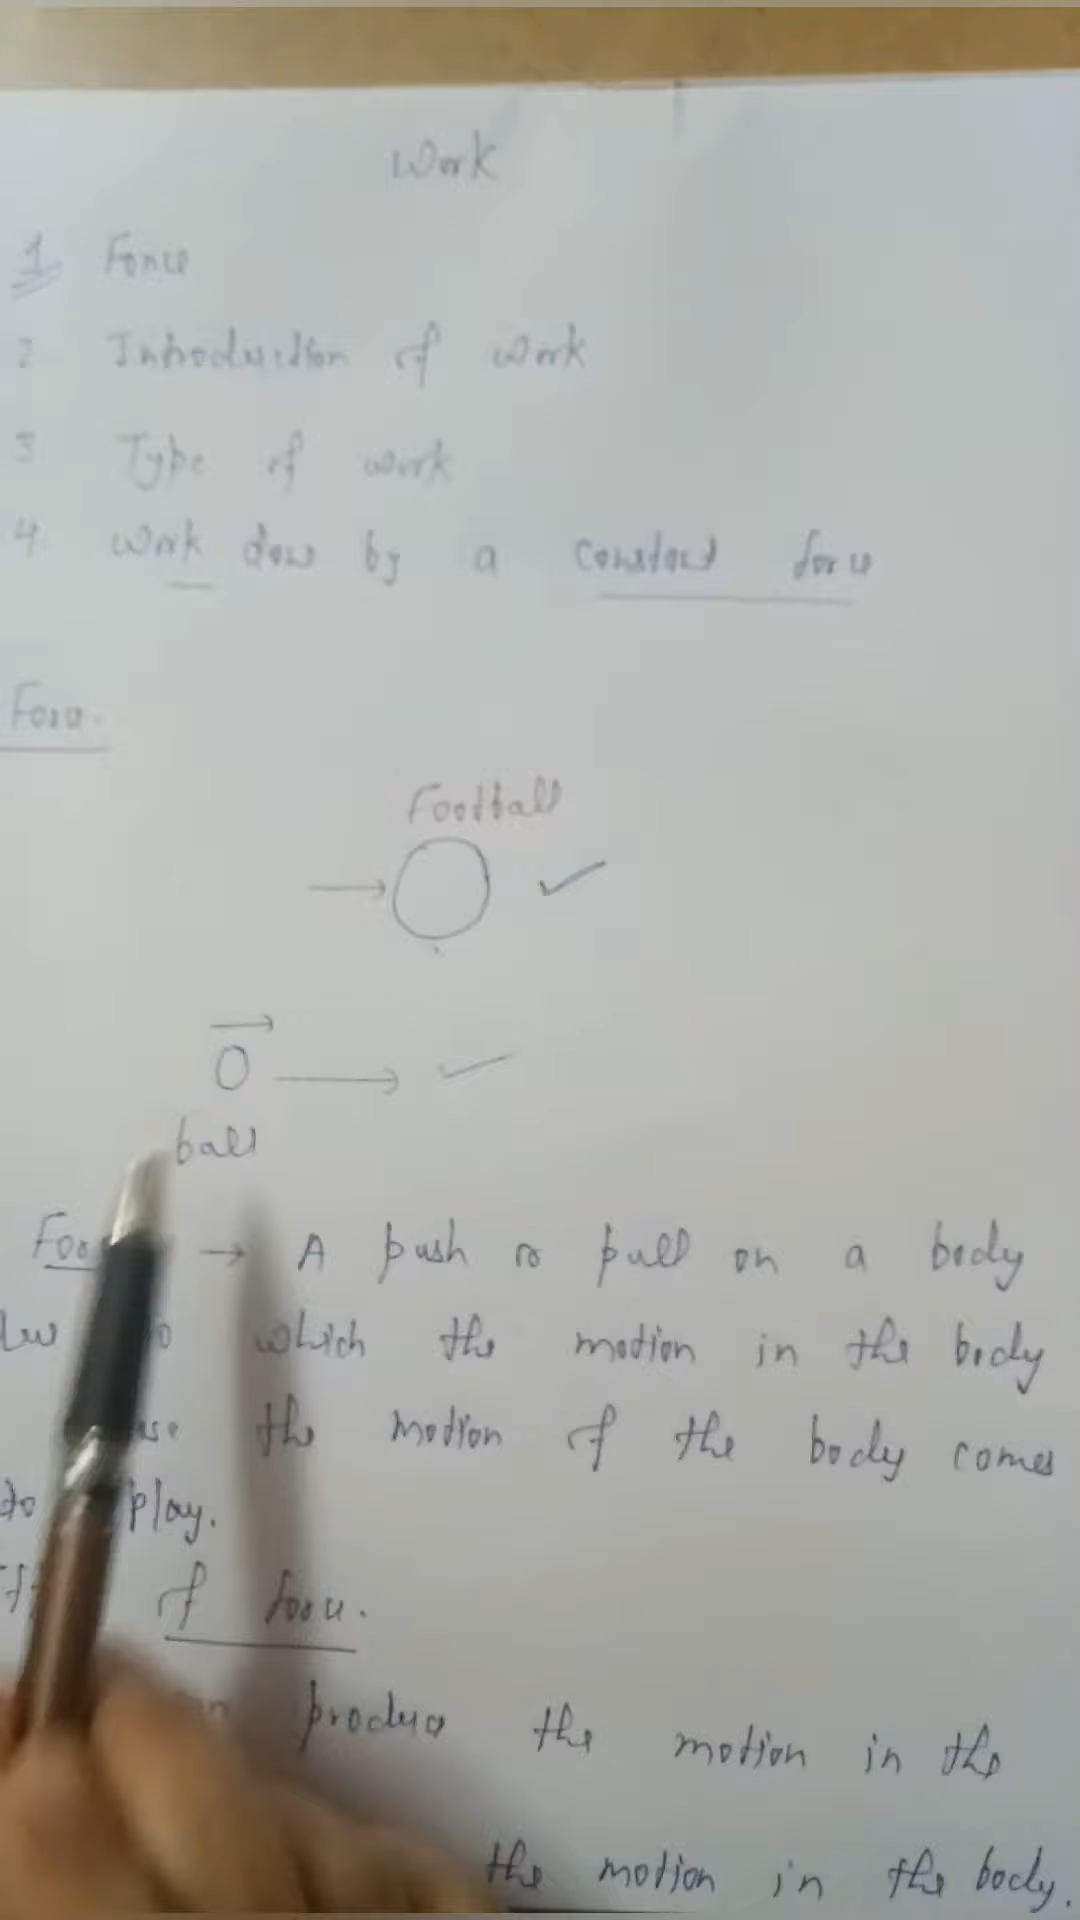 Work
1 Force
2 Introduction of work
3 Type of work
4. Work done by a constant force
Force.
Football
ball
→ A push or pull on a body
which the motion in the body
the motion of the body comes
to play.
of force.
produce the motion in the
the motion in the body.